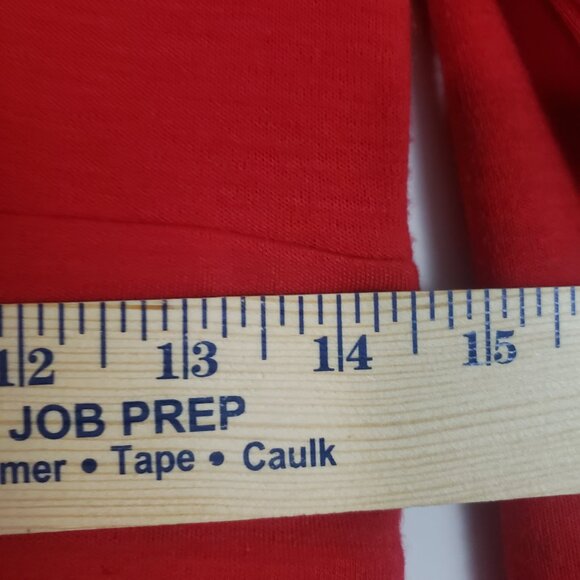 12 13 14 15
JOB PREP
mer • Tape • Caulk